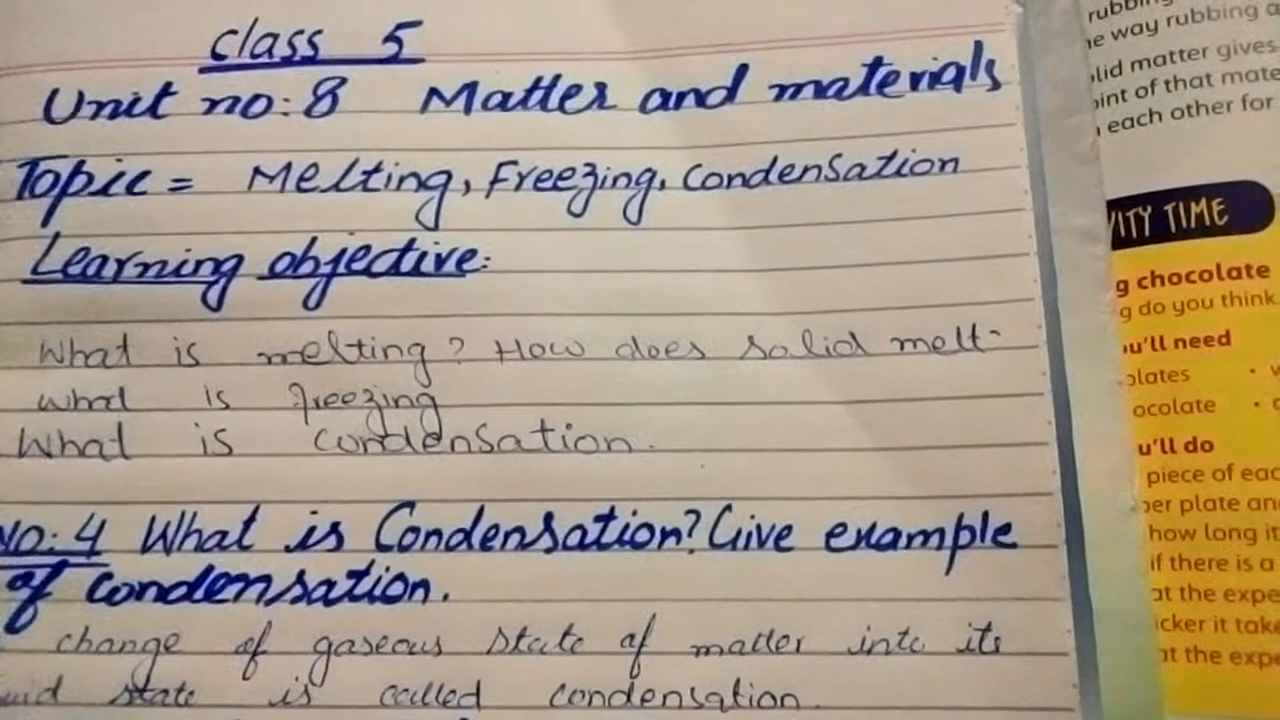 class 5
Unit no:8 Matter and materials
Topic = Melting, Freezing, Condensation
Learning objective:
What is melting? How does solid melt-
what is freezing
What is condensation.
No:4 What is Condensation? Give example
of condensation.
change of gaseous state of matter into its
state is called condensation.
rubbing
way rubbing a
matter gives
of that mate
each other for
TIME
chocolate
do you think
need
plates
w
do
piece of eac
plate an
how long it
if there is a
the expe
it take
the expe